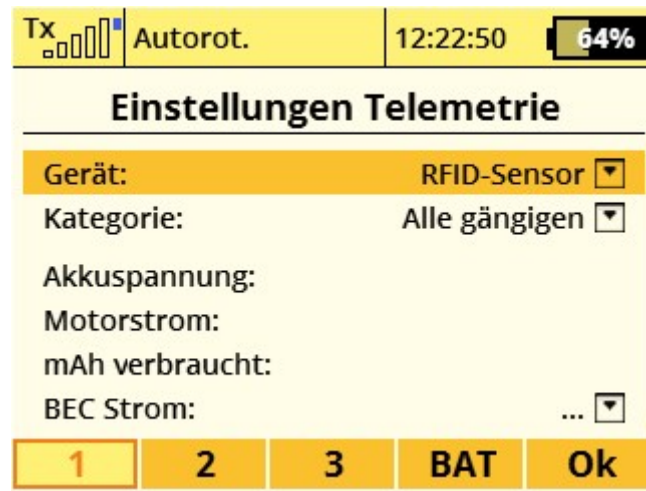 Tx Autorot. 12:22:50 64%
Einstellungen Telemetrie
Gerät: RFID-Sensor
Kategorie: Alle gängigen
Akkuspannung:
Motorstrom:
mAh verbraucht:
BEC Strom: ...
1 2 3 BAT Ok